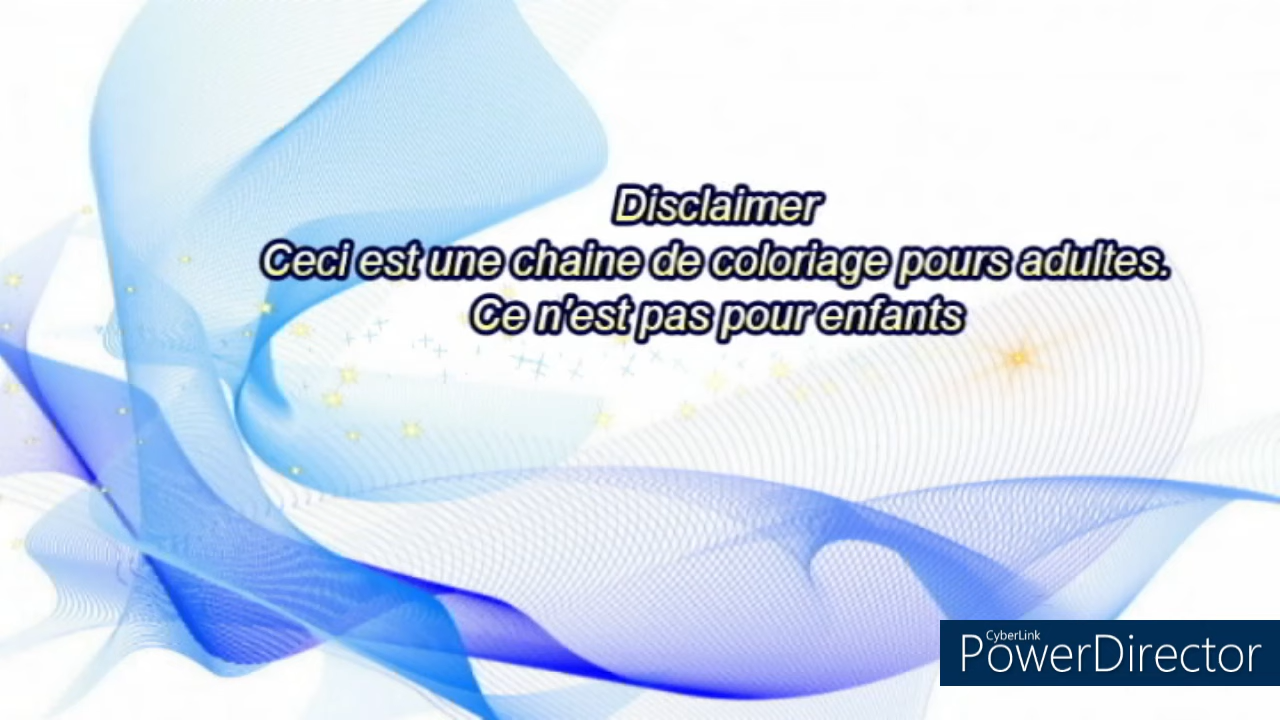 Disclaimer
Ceci est une chaine de coloriage pours adultes.
Ce n'est pas pour enfants
CyberLink
PowerDirector